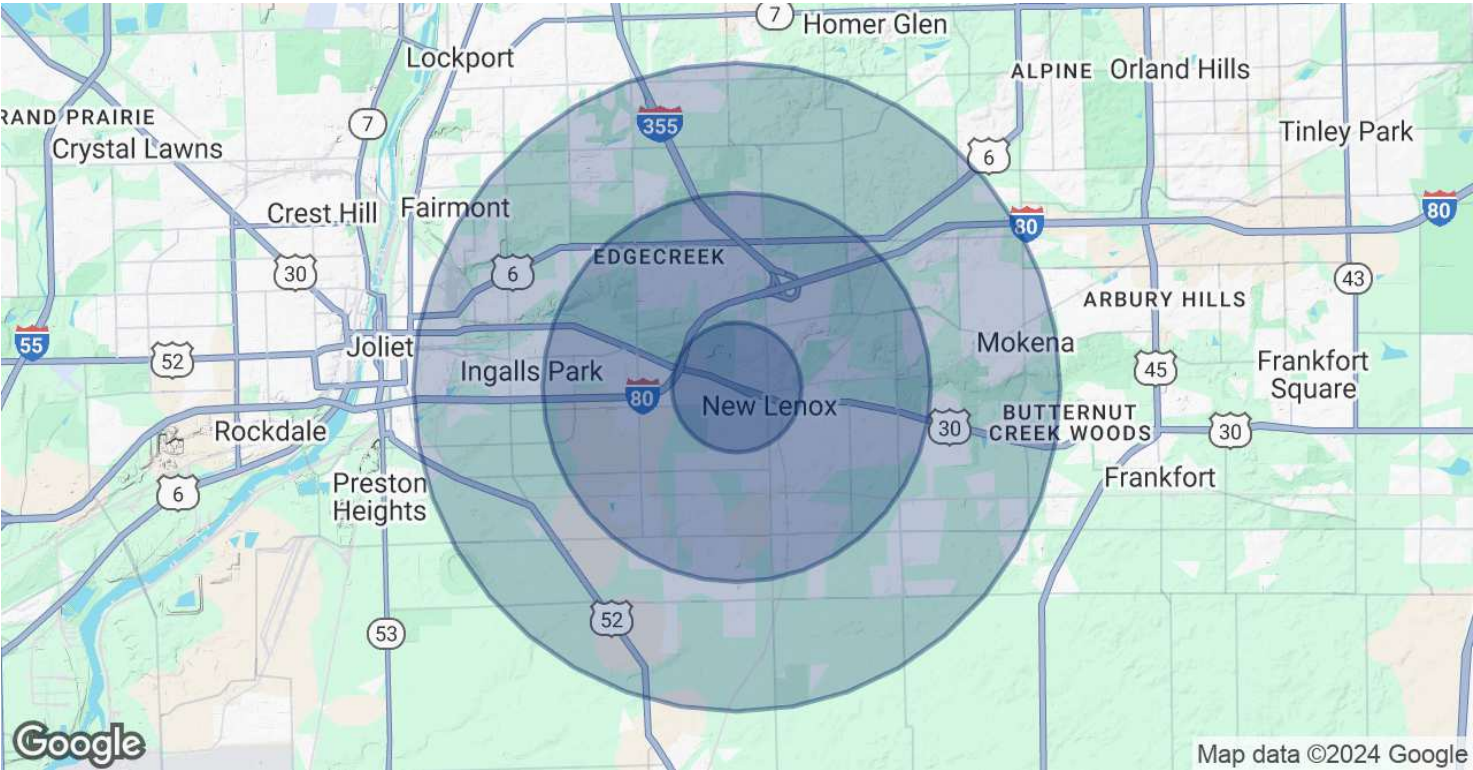 7
Homer Glen
Lockport
ALPINE
Orland Hills
RAND PRAIRIE
7
355
Tinley Park
Crystal Lawns
6
Crest Hill
Fairmont
80
80
EDGECREEK
30
6
43
ARBURY HILLS
55
52
Joliet
Mokena
Ingalls Park
45
Frankfort
Square
80
New Lenox
BUTTERNUT
CREEK WOODS
30
30
Rockdale
Frankfort
6
Preston
Heights
52
53
Google
Map data ©2024 Google